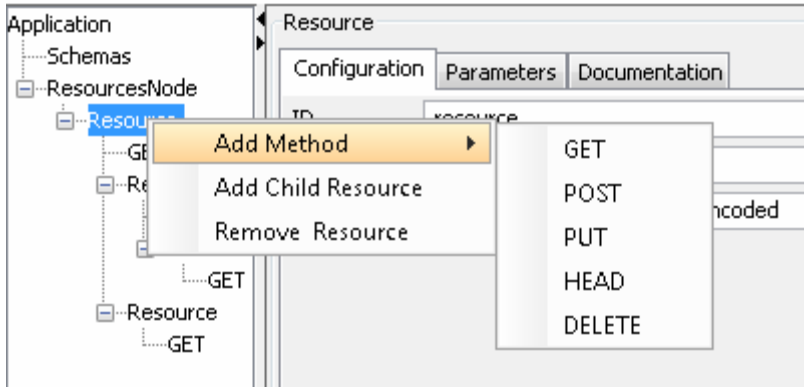 Application
Schemas
ResourcesNode
GET
Resource
GET
Resource
Configuration Parameters Documentation
resource
Add Method
Add Child Resource
Remove Resource
GET
POST
PUT
HEAD
DELETE